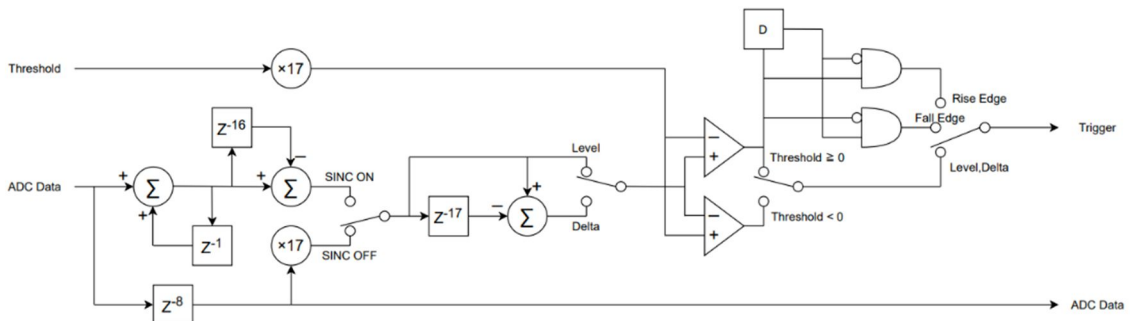 D
Threshold
×17
Rise Edge
Z-16
Fall Edge
−
−
+
Level
Trigger
Threshold ≧ 0
ADC Data
+
Σ
+
Σ
SINC ON
+
Level,Delta
+
Z-17
−
Σ
−
+
Delta
Threshold < 0
Z-1
×17
SINC OFF
Z-8
ADC Data